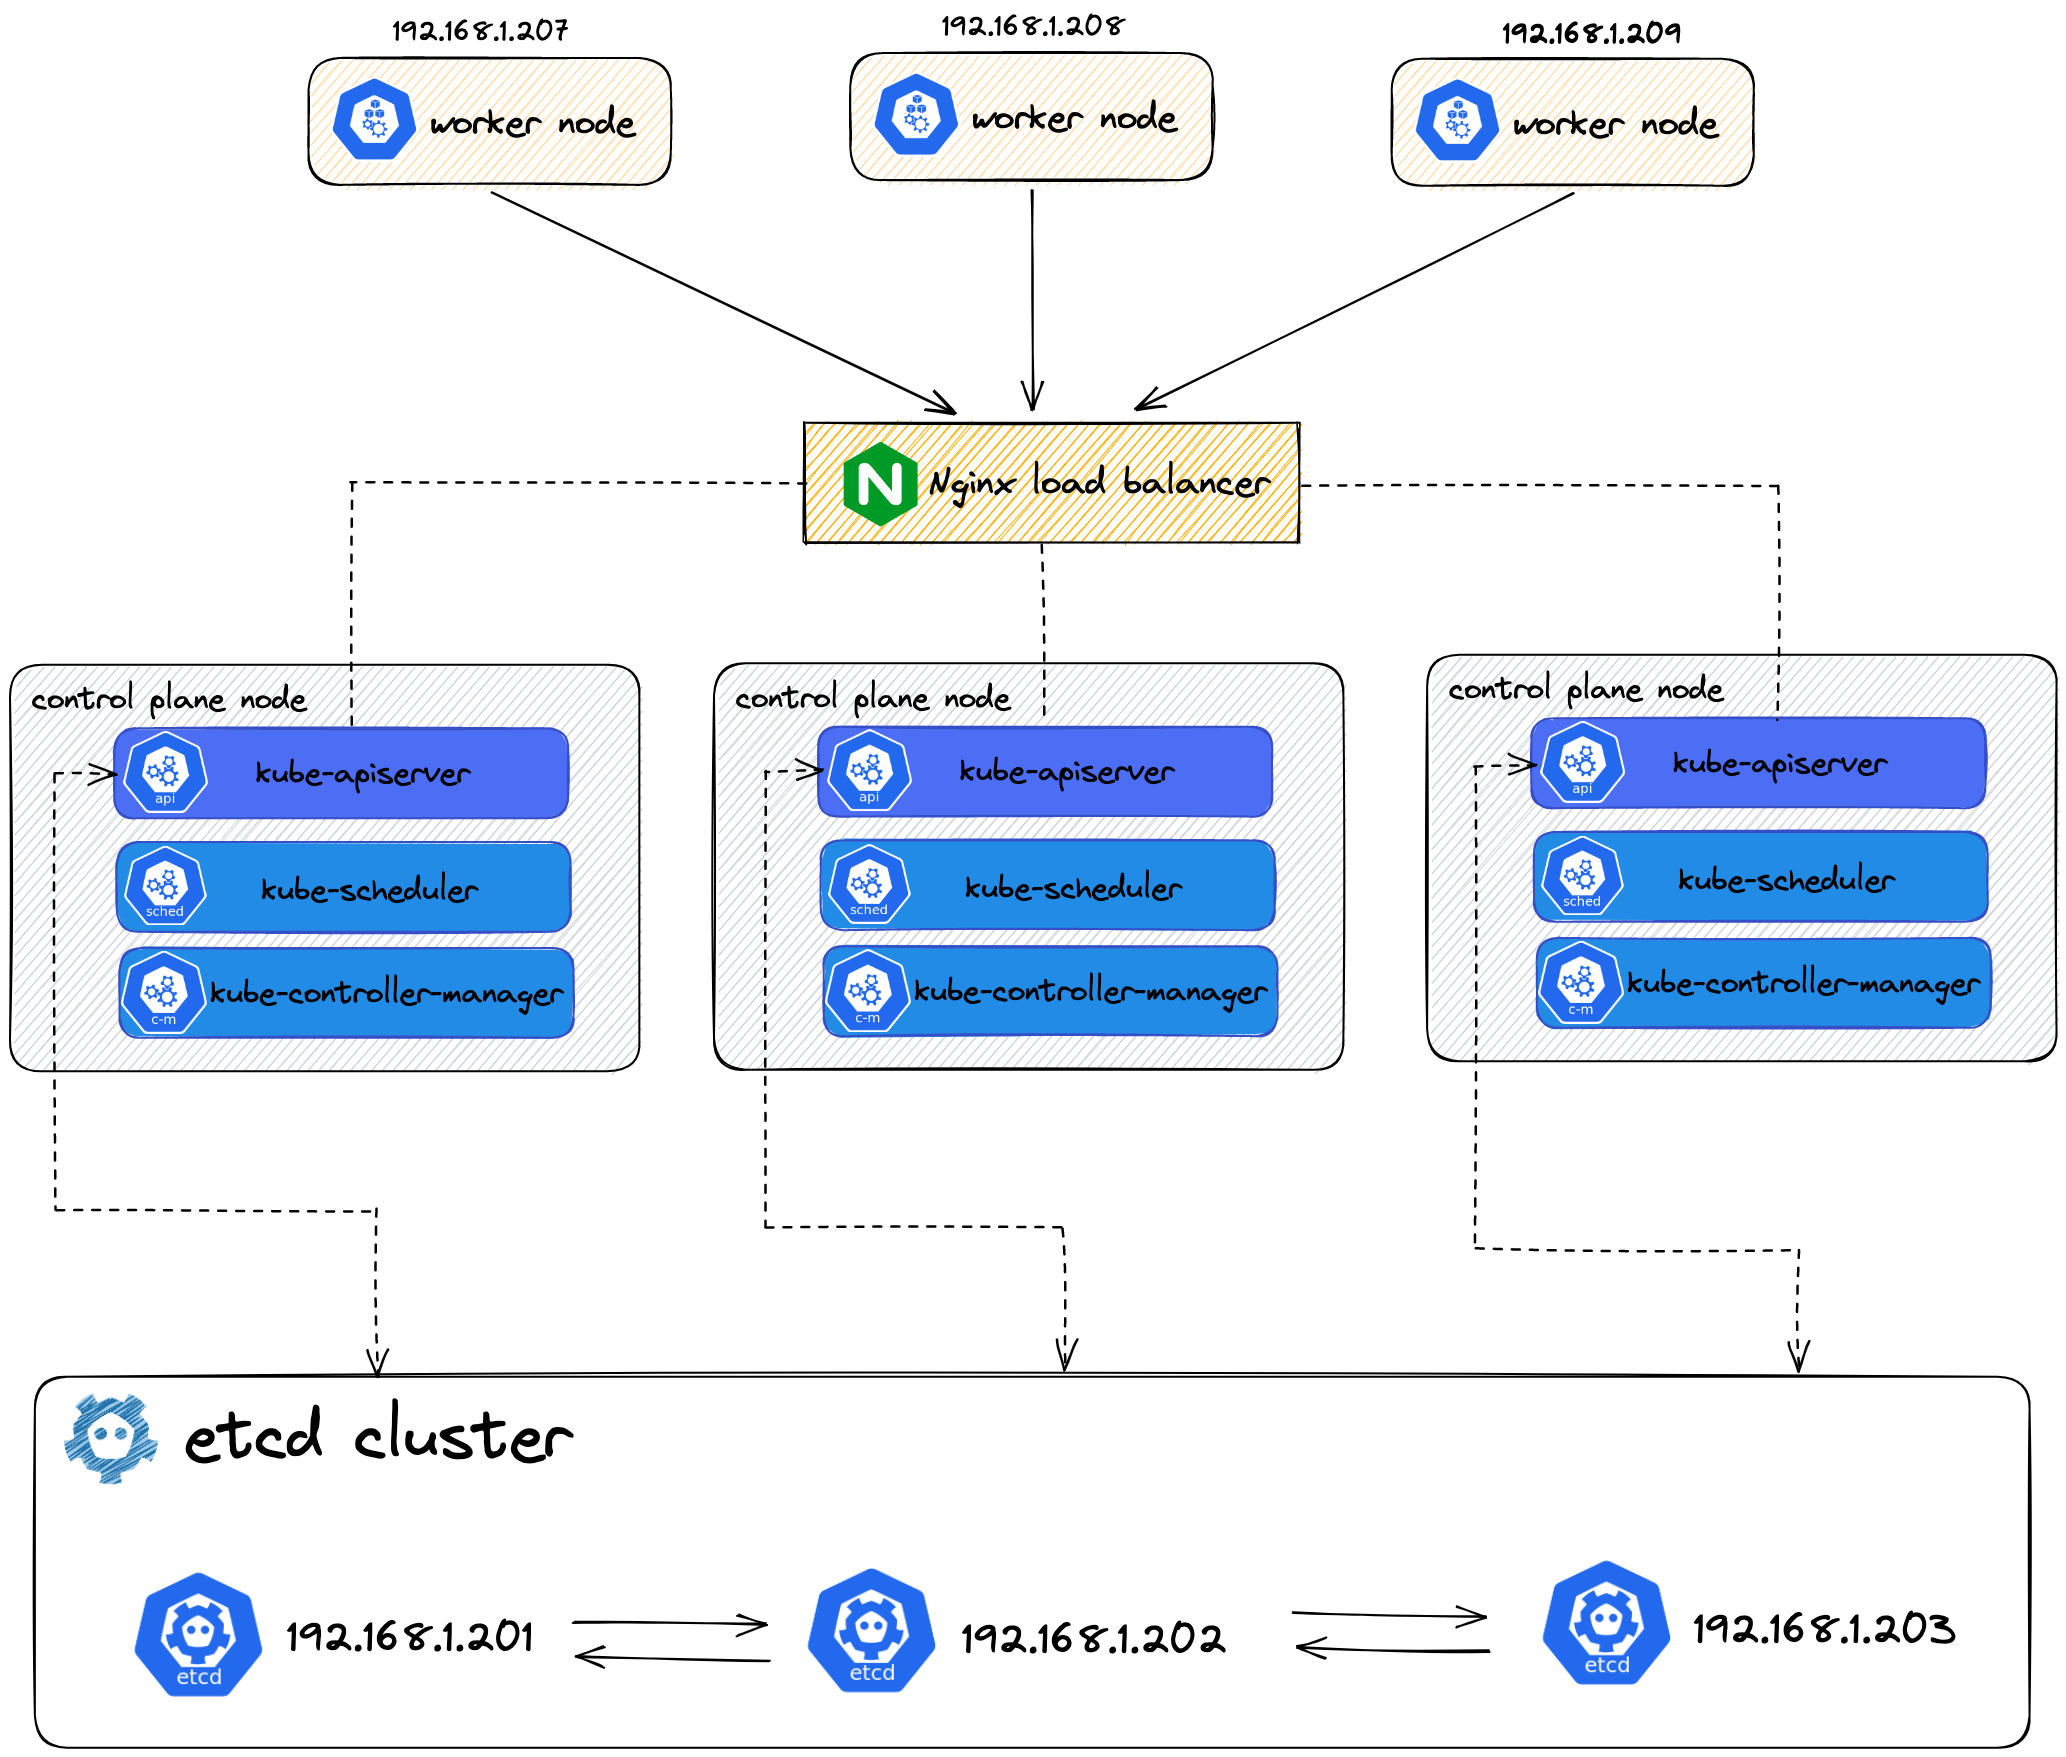 192.168.1.207
192.168.1.208
192.168.1.209
worker node
worker node
worker node
Nginx load balancer
control plane node
api
kube-apiserver
sched
kube-scheduler
c-m
kube-controller-manager
control plane node
api
kube-apiserver
sched
kube-scheduler
c-m
kube-controller-manager
control plane node
api
kube-apiserver
sched
kube-scheduler
c-m
kube-controller-manager
etcd cluster
etcd
192.168.1.201
etcd
192.168.1.202
etcd
192.168.1.203